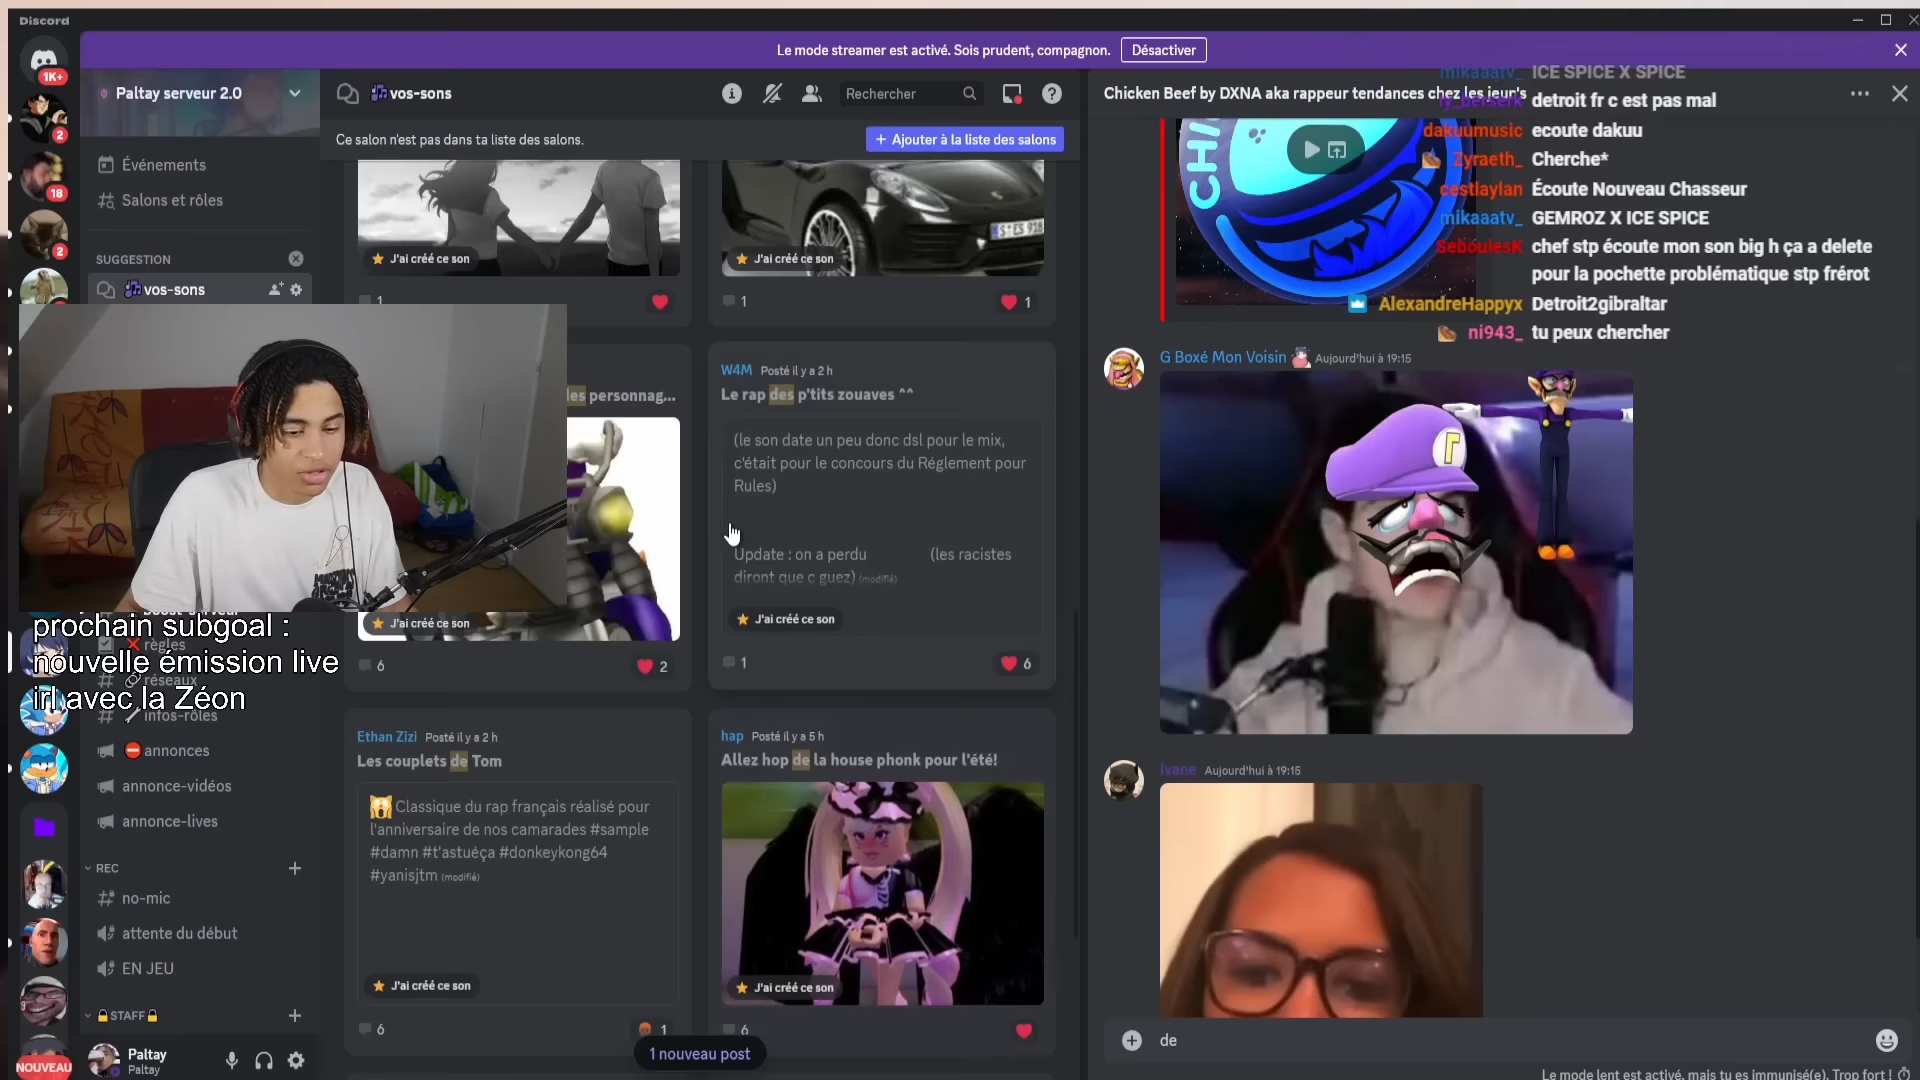 Discord
Le mode streamer est activé. Sois prudent, compagnon.
Désactiver
1K+
2
18
2
NOUVEAU
Paltay serveur 2.0
Événements
Salons et rôles
SUGGESTION
vos-sons
règles
réseaux
infos-rôles
annonces
annonce-vidéos
annonce-lives
REC
no-mic
attente du début
EN JEU
STAFF
Paltay
Paltay
prochain subgoal :
nouvelle émission live
irl avec la Zéon
vos-sons
Rechercher
Ce salon n'est pas dans ta liste des salons.
+ Ajouter à la liste des salons
J'ai créé ce son
1
S:ES 918
J'ai créé ce son
1
1
des personnag...
J'ai créé ce son
6
2
W4M Posté il y a 2 h
Le rap des p'tits zouaves ^^
(le son date un peu donc dsl pour le mix,
c'était pour le concours du Réglement pour
Rules)
Update : on a perdu (les racistes
diront que c guez) (modifié)
J'ai créé ce son
1
6
Ethan Zizi Posté il y a 2 h
Les couplets de Tom
Classique du rap français réalisé pour
l'anniversaire de nos camarades #sample
#damn #t'astuéça #donkeykong64
#yanisjtm (modifié)
J'ai créé ce son
6
1
hap Posté il y a 5 h
Allez hop de la house phonk pour l'été!
J'ai créé ce son
6
1 nouveau post
Chicken Beef by DXNA aka rappeur tendances chez les jeur's
CHI
mikaaatv_ ICE SPICE X SPICE
ry_berserk detroit fr c est pas mal
dakuumusic ecoute dakuu
Zyraeth_ Cherche*
cestlaylan Écoute Nouveau Chasseur
mikaaatv_ GEMROZ X ICE SPICE
SeboulesK chef stp écoute mon son big h ça a delete
pour la pochette problématique stp frérot
AlexandreHappyx Detroit2gibraltar
ni943_ tu peux chercher
G Boxé Mon Voisin Aujourd'hui à 19:15
Ivane Aujourd'hui à 19:15
de
Le mode lent est activé, mais tu es immunisé(e). Trop fort !